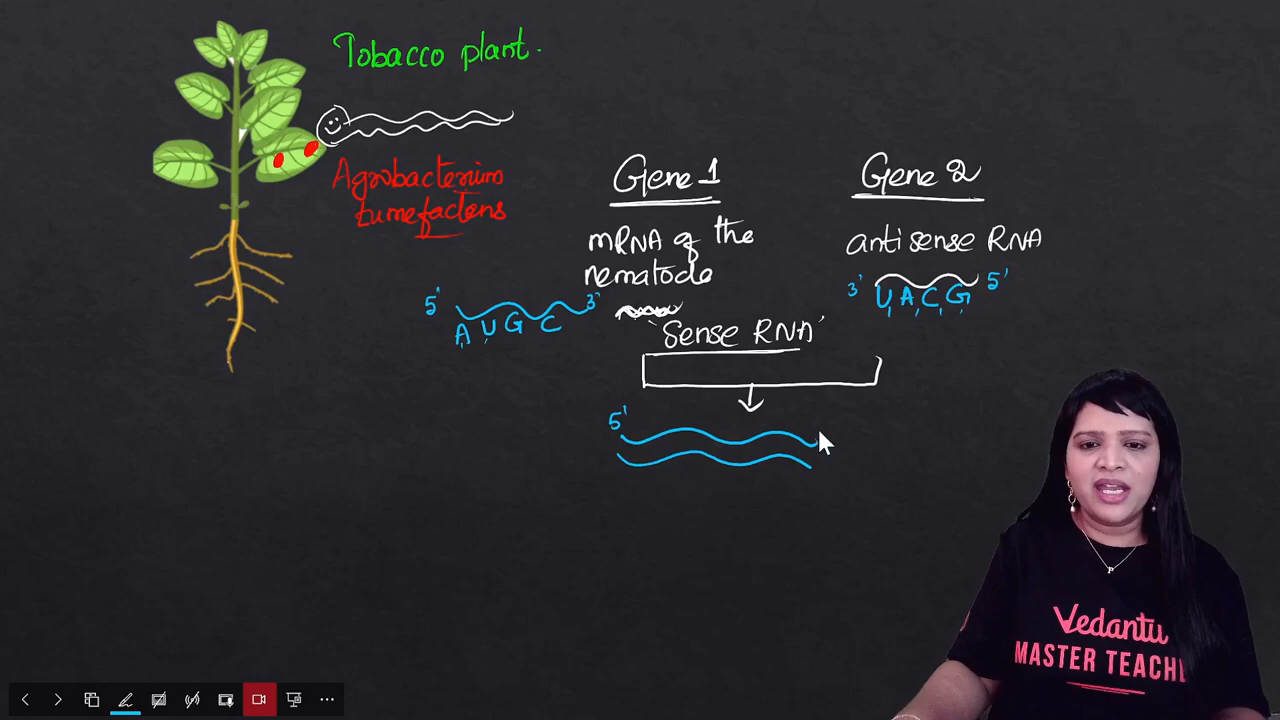 Tobacco plant.
Agrobacterium
tumefaciens
Gene 1
mRNA of the
nematode
5' 3'
A U G C
'Sense RNA'
Gene 2
antisense RNA
3' 5'
U A C G
5'
Vedantu
MASTER TEACHE
P